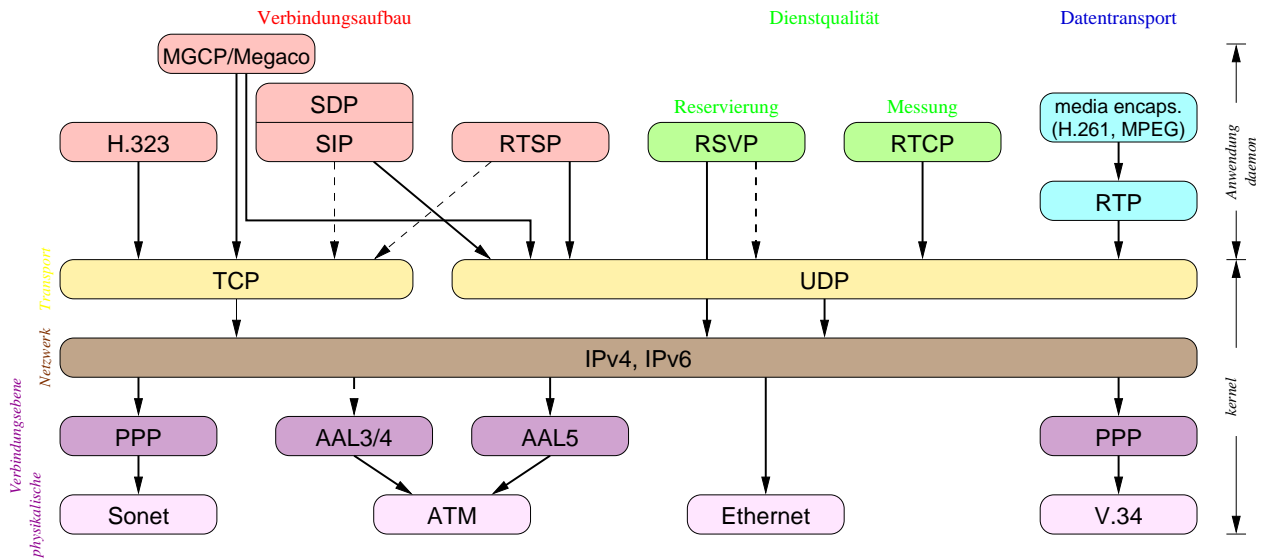 Verbindungsaufbau
Dienstqualität
Datentransport
MGCP/Megaco
SDP
SIP
H.323
RTSP
Reservierung
RSVP
Messung
RTCP
media encaps.
(H.261, MPEG)
RTP
Anwendung
daemon
Transport
TCP
UDP
Netzwerk
IPv4, IPv6
kernel
Verbindungsebene
PPP
AAL3/4
AAL5
PPP
physikalische
Sonet
ATM
Ethernet
V.34